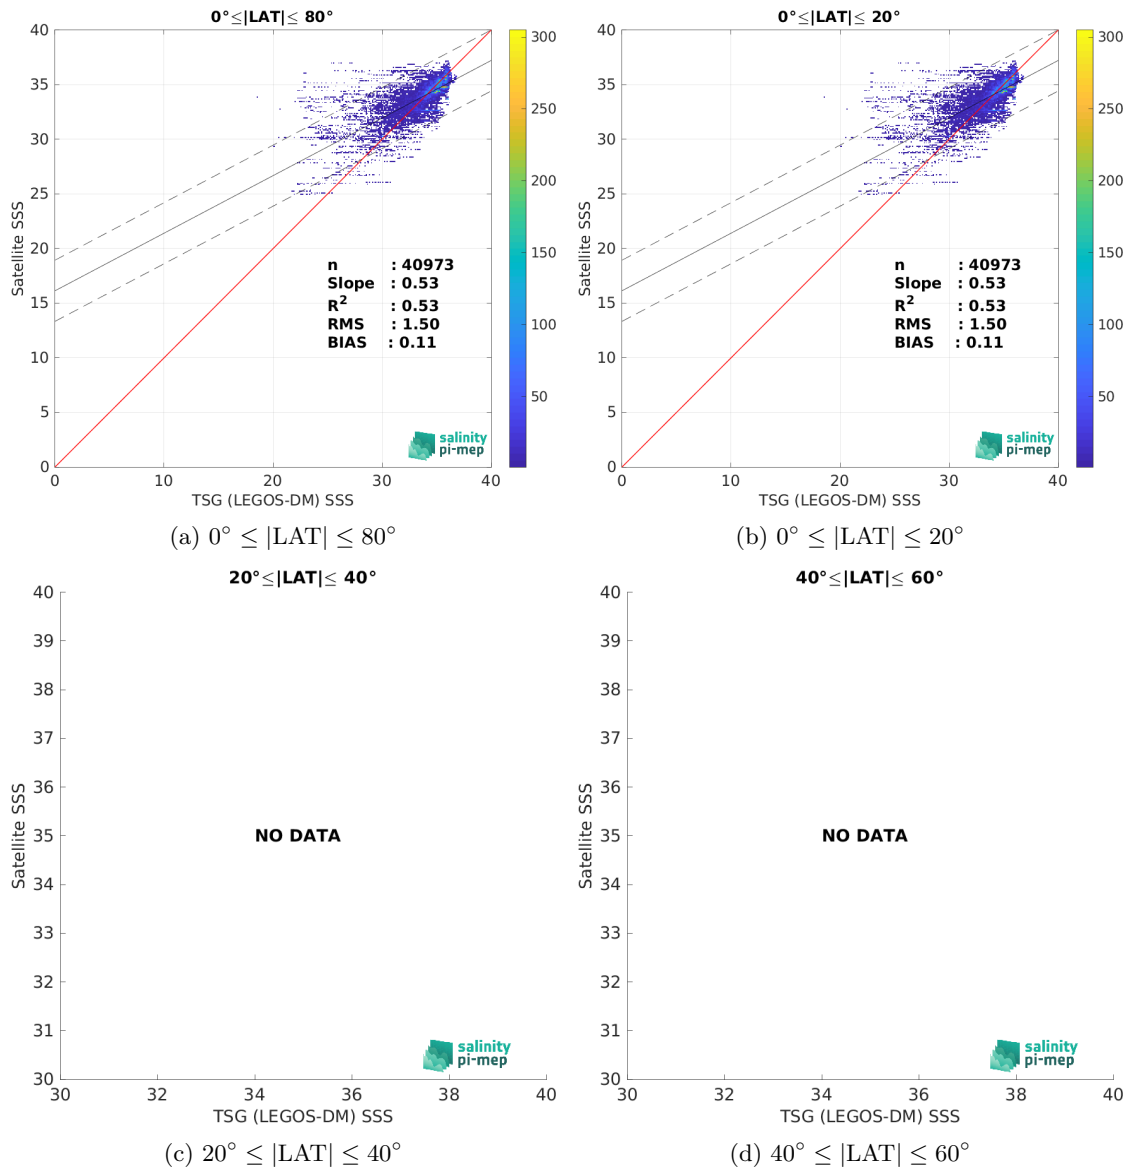 0°≤|LAT|≤ 80°
40
35
30
25
20
15
10
5
0
Satellite SSS
n : 40973
Slope : 0.53
R² : 0.53
RMS : 1.50
BIAS : 0.11
salinity
pi-mep
0 10 20 30 40
TSG (LEGOS-DM) SSS
300
250
200
150
100
50
(a) 0° ≤ |LAT| ≤ 80°
0°≤|LAT|≤ 20°
40
35
30
25
20
15
10
5
0
Satellite SSS
n : 40973
Slope : 0.53
R² : 0.53
RMS : 1.50
BIAS : 0.11
salinity
pi-mep
0 10 20 30 40
TSG (LEGOS-DM) SSS
300
250
200
150
100
50
(b) 0° ≤ |LAT| ≤ 20°
20°≤|LAT|≤ 40°
40
39
38
37
36
35
34
33
32
31
30
Satellite SSS
NO DATA
salinity
pi-mep
30 32 34 36 38 40
TSG (LEGOS-DM) SSS
(c) 20° ≤ |LAT| ≤ 40°
40°≤|LAT|≤ 60°
40
39
38
37
36
35
34
33
32
31
30
Satellite SSS
NO DATA
salinity
pi-mep
30 32 34 36 38 40
TSG (LEGOS-DM) SSS
(d) 40° ≤ |LAT| ≤ 60°